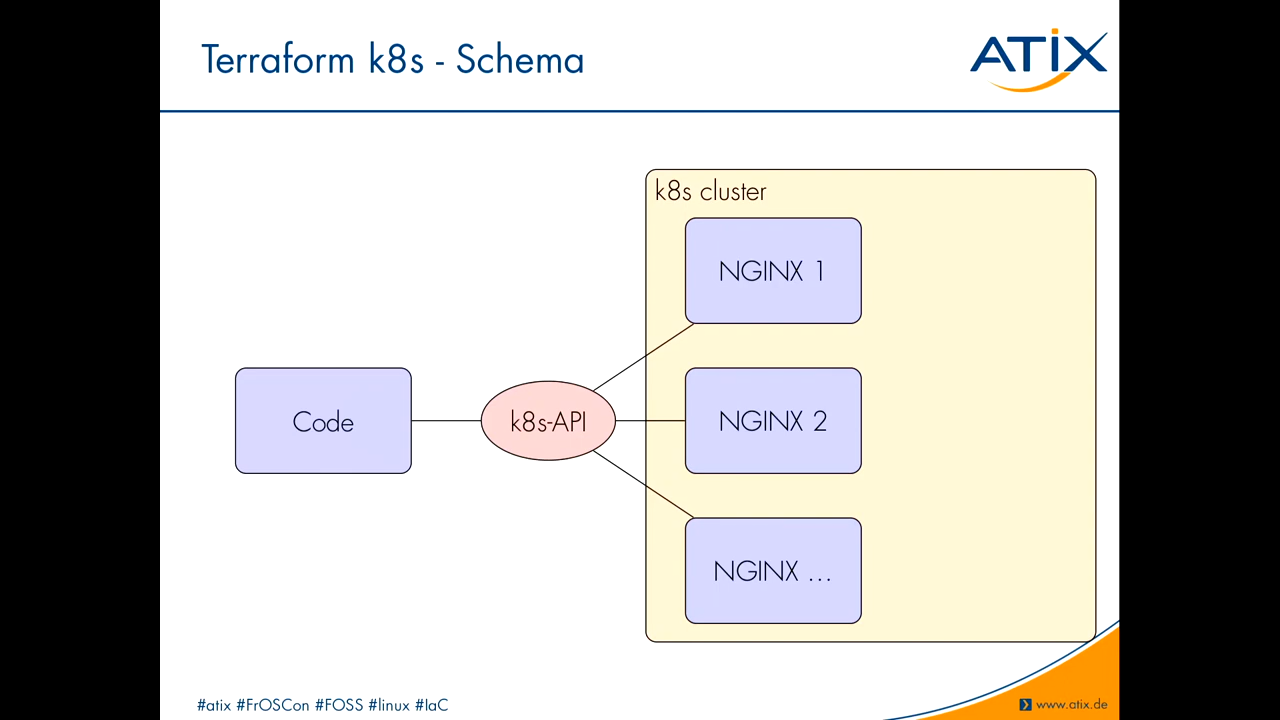 Terraform k8s - Schema
ATIX
k8s cluster
NGINX 1
Code
k8s-API
NGINX 2
NGINX ...
#atix #FrOSCon #FOSS #linux #IaC
www.atix.de